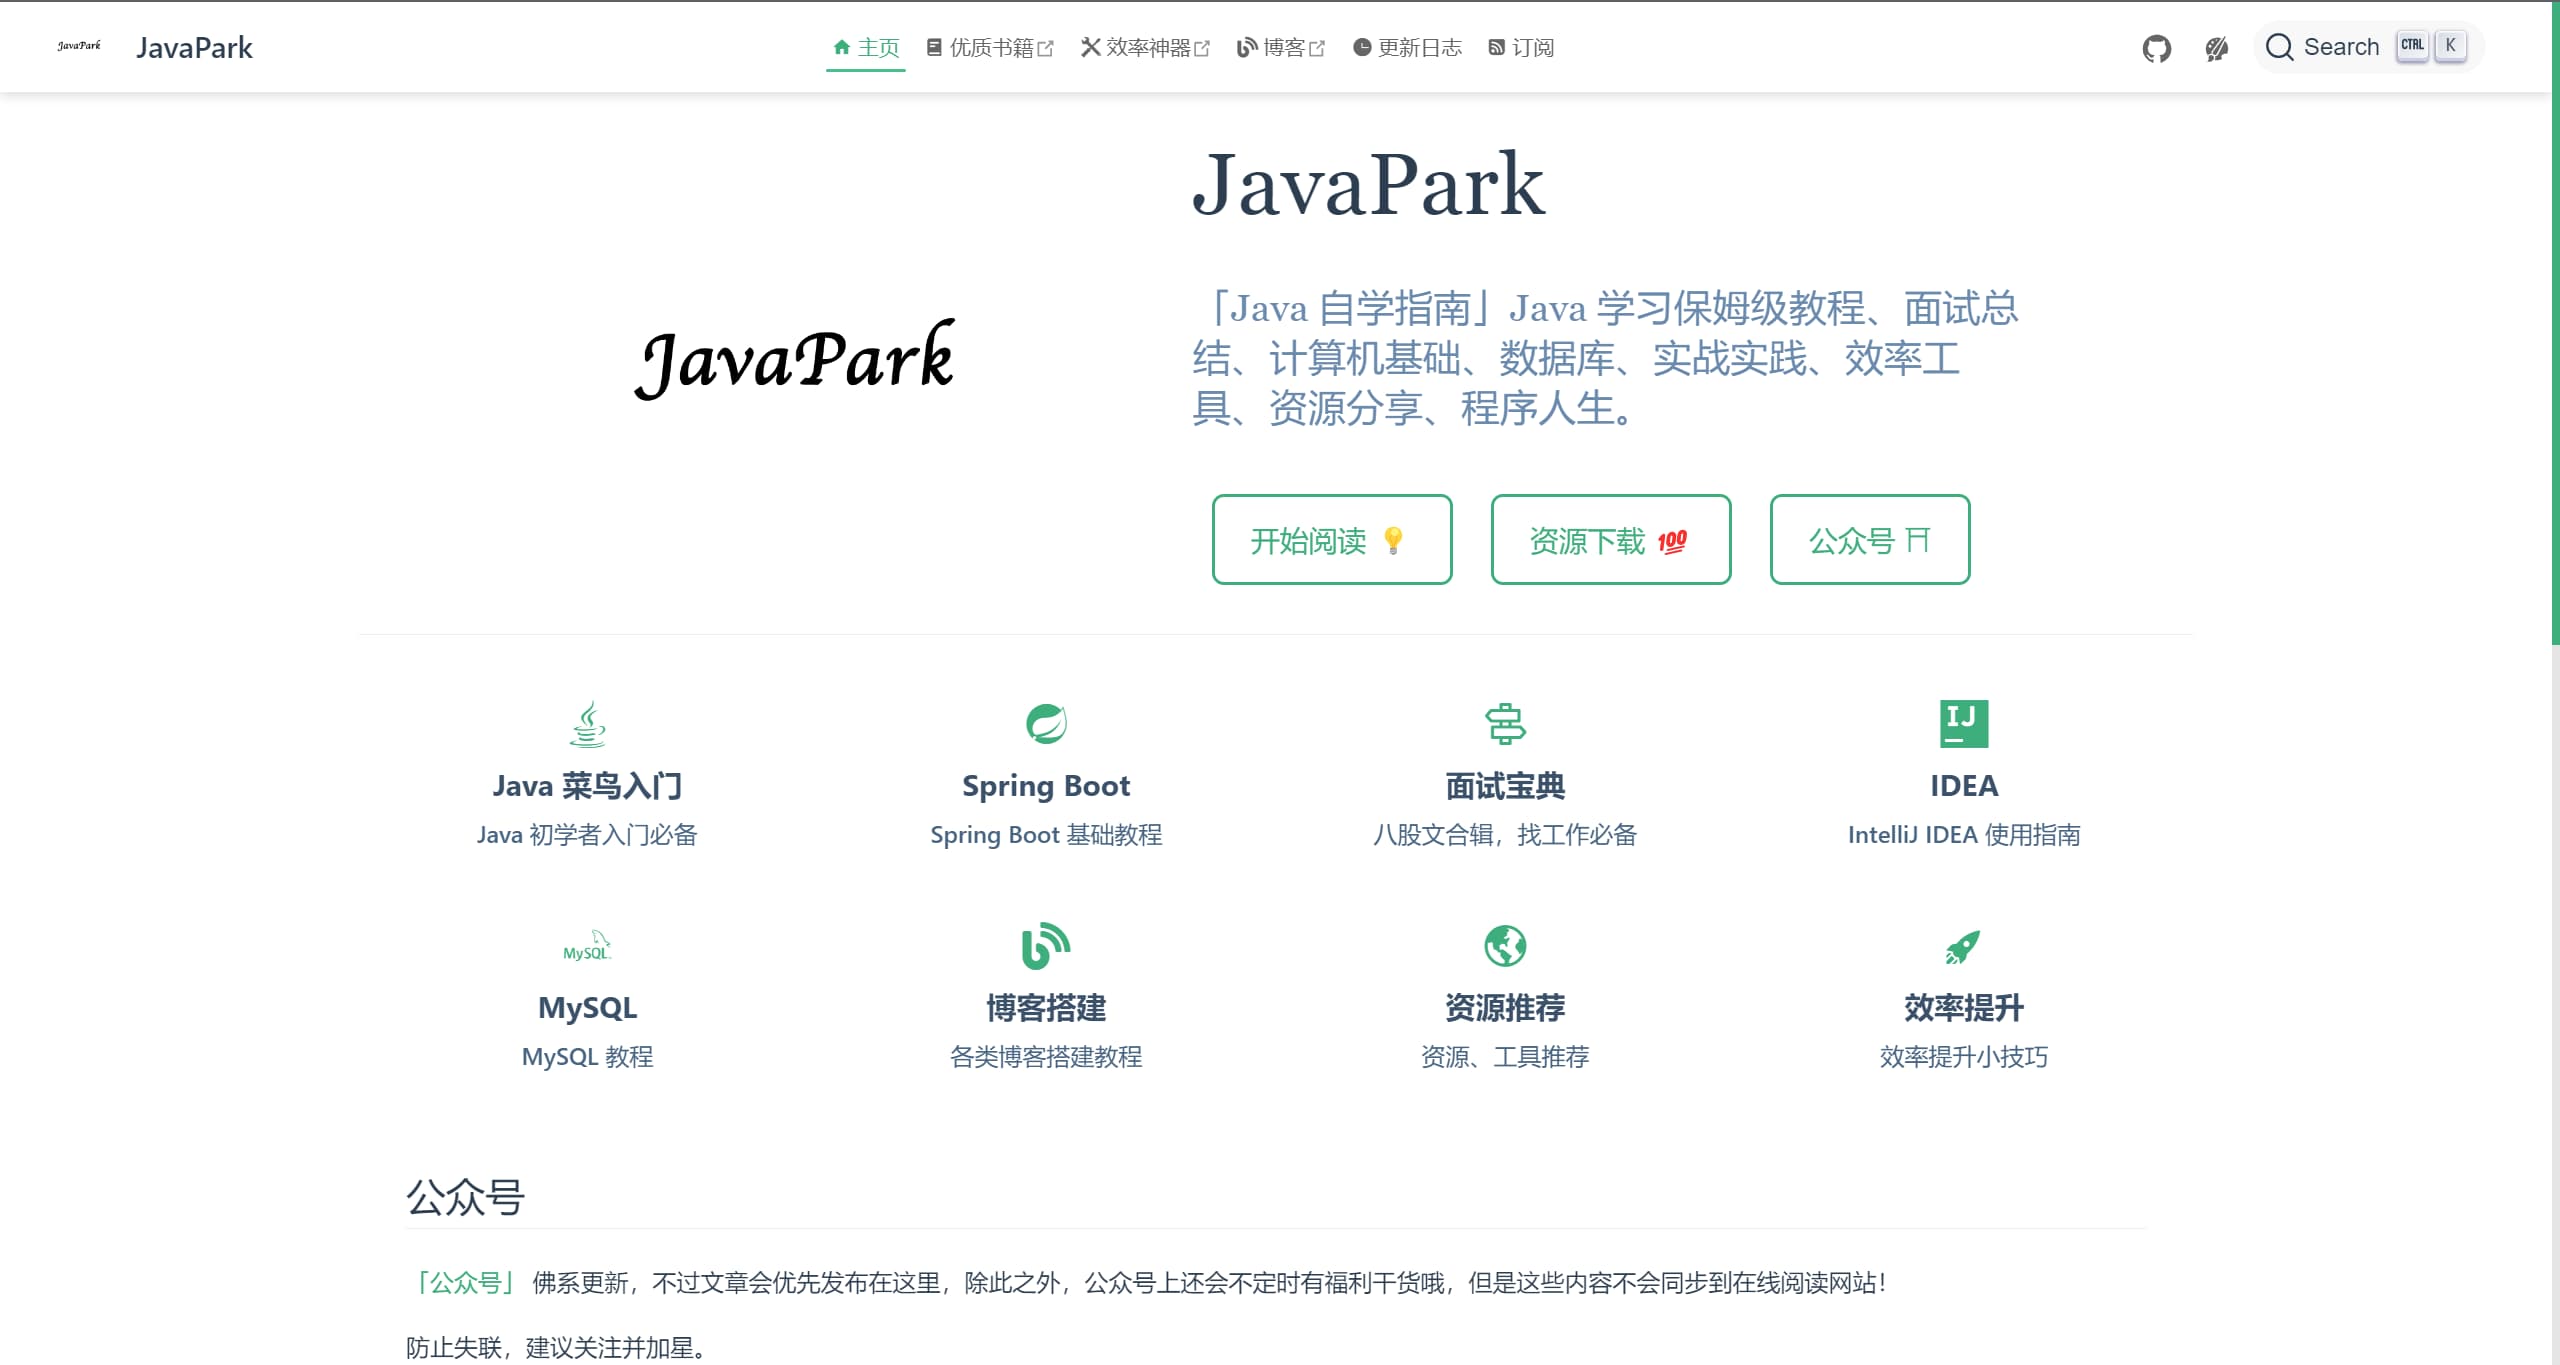 JavaPark
JavaPark
主页
优质书籍
效率神器
博客
更新日志
订阅
Search
CTRL
K
JavaPark
JavaPark
「Java 自学指南」Java 学习保姆级教程、面试总
结、计算机基础、数据库、实战实践、效率工
具、资源分享、程序人生。
开始阅读 💡
资源下载 💯
公众号 ⛩
IJ
Java 菜鸟入门
Java 初学者入门必备
Spring Boot
Spring Boot 基础教程
面试宝典
八股文合辑，找工作必备
IDEA
IntelliJ IDEA 使用指南
MySQL
MySQL
MySQL 教程
博客搭建
各类博客搭建教程
资源推荐
资源、工具推荐
效率提升
效率提升小技巧
公众号
「公众号」 佛系更新，不过文章会优先发布在这里，除此之外，公众号上还会不定时有福利干货哦，但是这些内容不会同步到在线阅读网站！
防止失联，建议关注并加星。